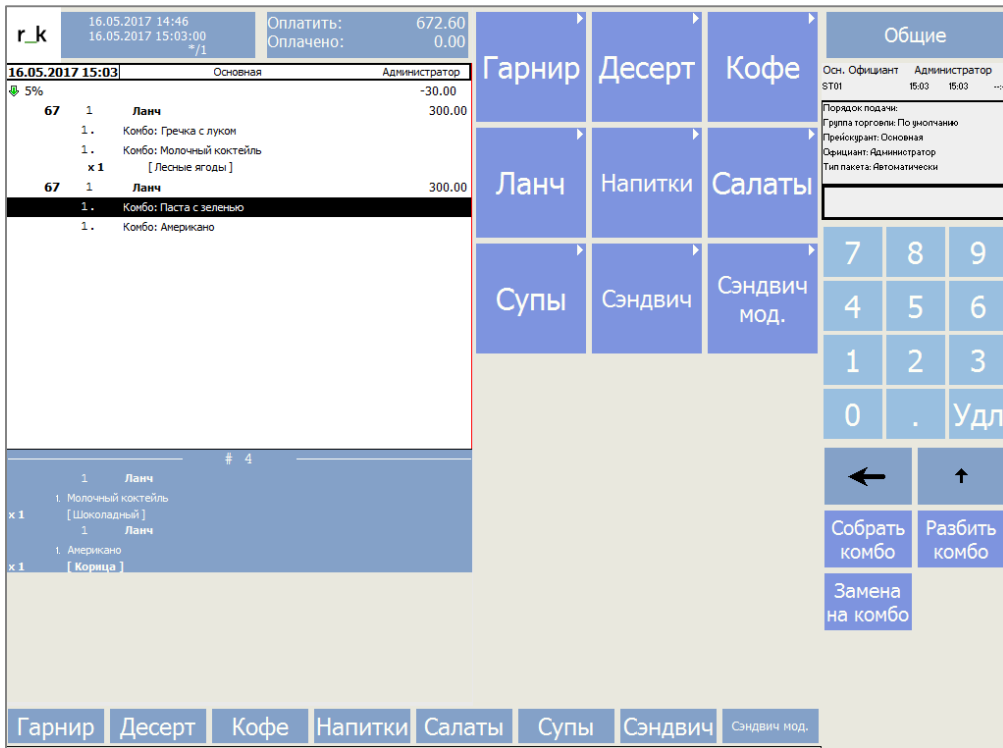 r_k
16.05.2017 14:46
16.05.2017 15:03:00
*/1
Оплатить: 672.60
Оплачено: 0.00
16.05.2017 15:03 Основная Администратор
5% -30.00
67 1 Ланч 300.00
1. Комбо: Гречка с луком
1. Комбо: Молочный коктейль
x 1 [ Лесные ягоды ]
67 1 Ланч 300.00
1. Комбо: Паста с зеленью
1. Комбо: Американо
# 4
1 Ланч
1. Молочный коктейль
x 1 [ Шоколадный ]
1 Ланч
1. Американо
x 1 [ Корица ]
Гарнир Десерт Кофе
Ланч Напитки Салаты
Супы Сэндвич Сэндвич
мод.
Общие
Осн. Официант Администратор
ST01 15:03 15:03 --:
Порядок подачи:
Группа торговли: По умолчанию
Прейскурант: Основная
Официант: Администратор
Тип пакета: Автоматически
7 8 9
4 5 6
1 2 3
0 . Удл
Собрать
комбо
Разбить
комбо
Замена
на комбо
Гарнир Десерт Кофе Напитки Салаты Супы Сэндвич Сэндвич мод.